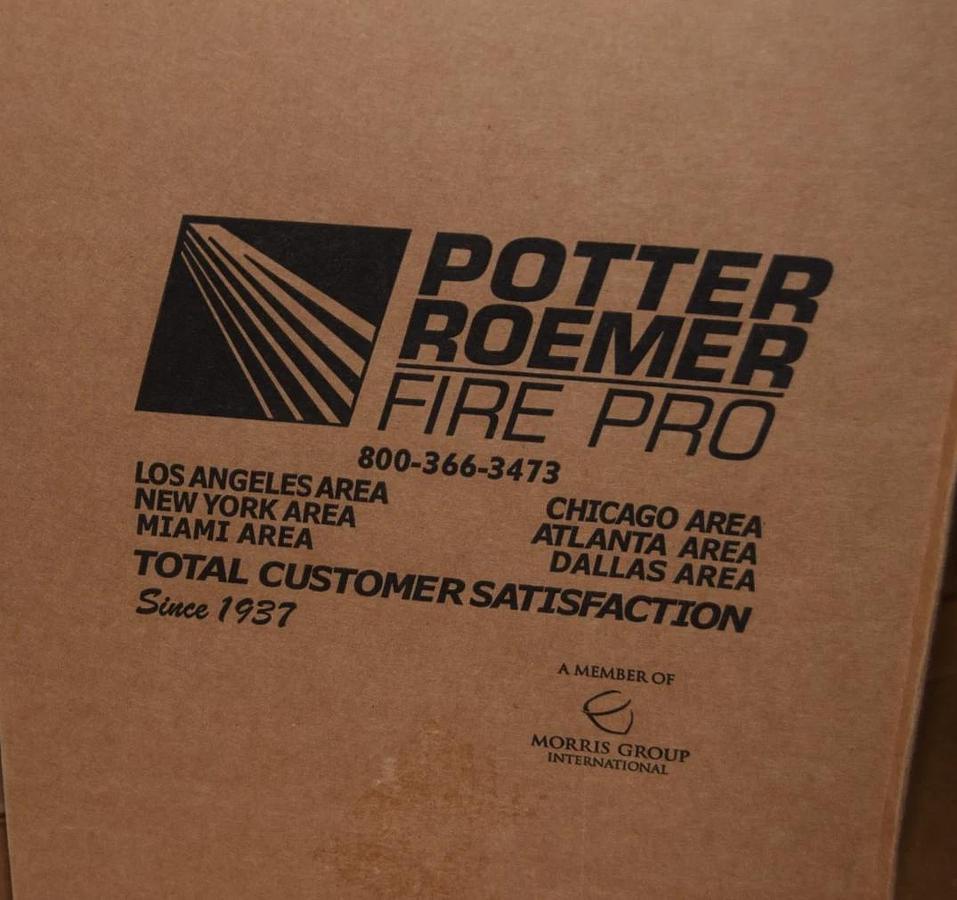 POTTER
ROEMER
FIRE PRO
800-366-3473
LOS ANGELES AREA
NEW YORK AREA
MIAMI AREA
CHICAGO AREA
ATLANTA AREA
DALLAS AREA
TOTAL CUSTOMER SATISFACTION
Since 1937
A MEMBER OF
MORRIS GROUP
INTERNATIONAL